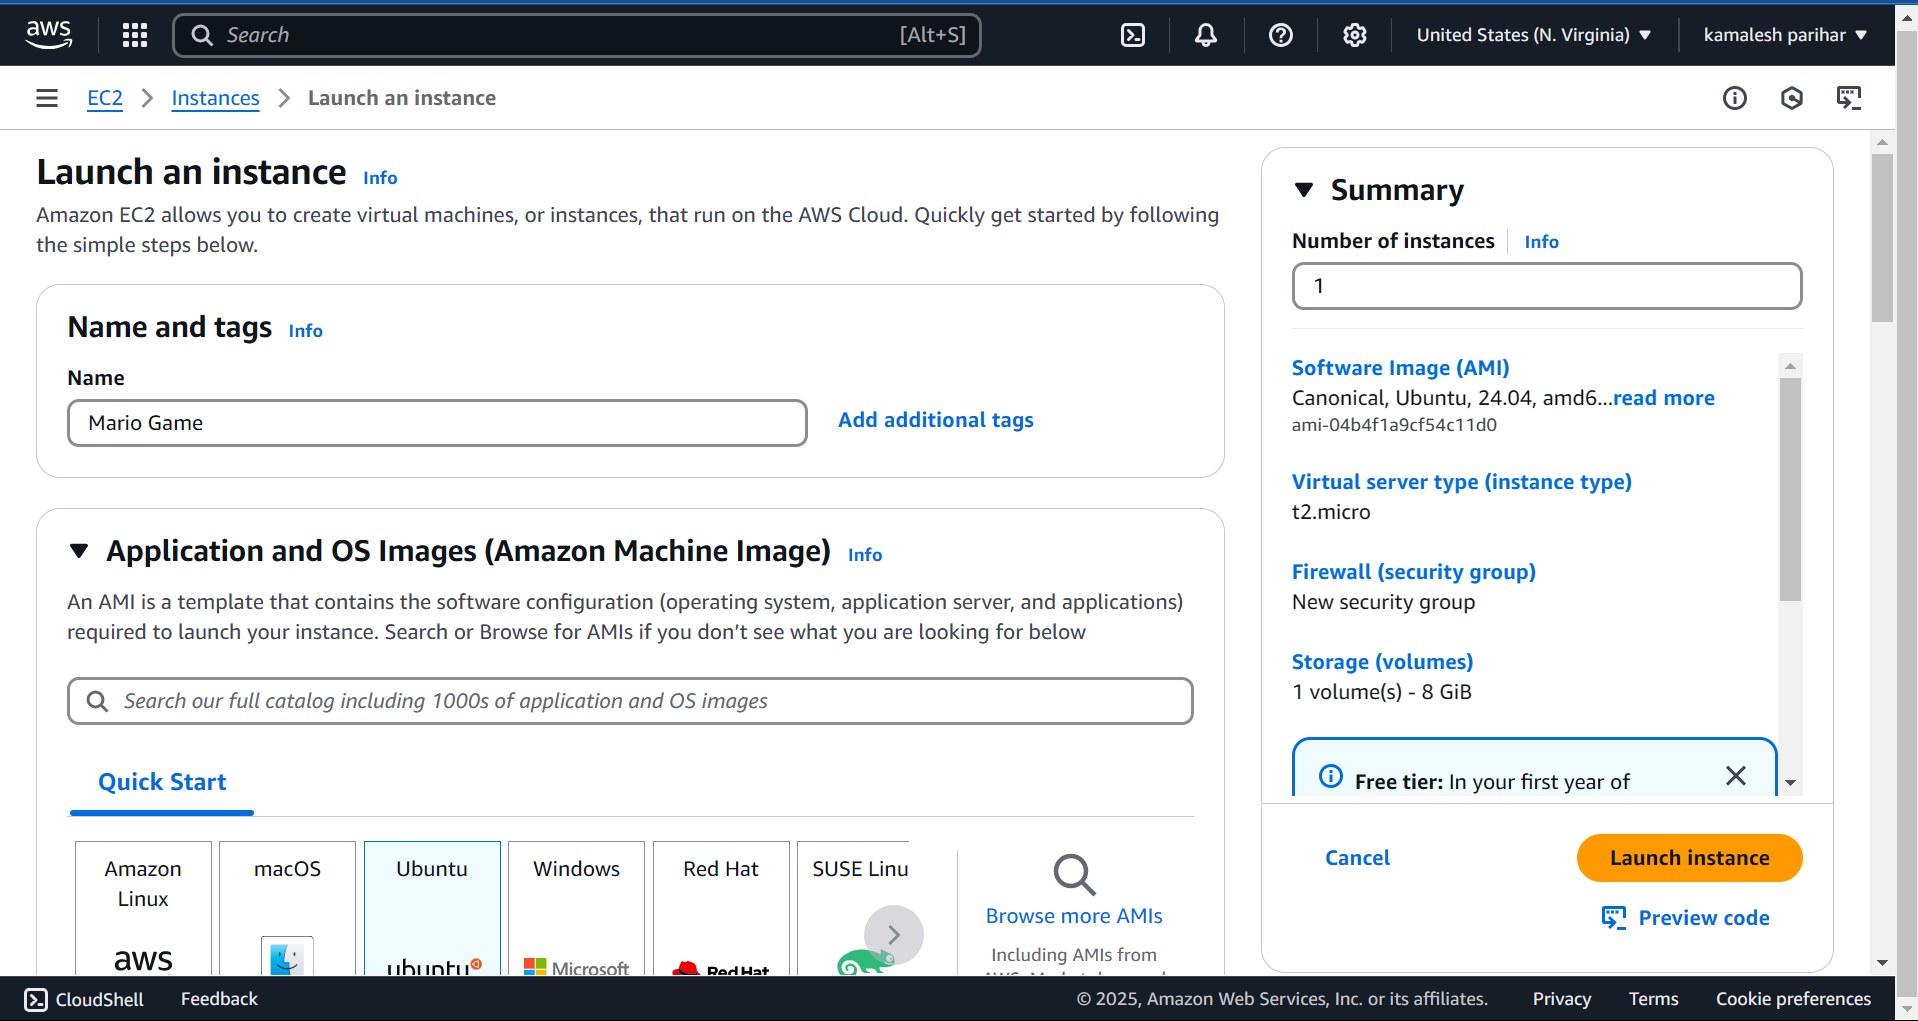 aws
Search [Alt+S]
United States (N. Virginia)
kamalesh parihar
EC2
Instances
Launch an instance
Launch an instance Info
Amazon EC2 allows you to create virtual machines, or instances, that run on the AWS Cloud. Quickly get started by following
the simple steps below.
Name and tags Info
Name
Mario Game
Add additional tags
Application and OS Images (Amazon Machine Image) Info
An AMI is a template that contains the software configuration (operating system, application server, and applications)
required to launch your instance. Search or Browse for AMIs if you don’t see what you are looking for below
Search our full catalog including 1000s of application and OS images
Quick Start
Amazon
Linux
aws
macOS
Ubuntu
ubuntu
Windows
Microsoft
Red Hat
Red Hat
SUSE Linu
Browse more AMIs
Including AMIs from
Summary
Number of instances Info
1
Software Image (AMI)
Canonical, Ubuntu, 24.04, amd6...read more
ami-04b4f1a9cf54c11d0
Virtual server type (instance type)
t2.micro
Firewall (security group)
New security group
Storage (volumes)
1 volume(s) - 8 GiB
Free tier: In your first year of
Cancel
Launch instance
Preview code
CloudShell
Feedback
© 2025, Amazon Web Services, Inc. or its affiliates.
Privacy
Terms
Cookie preferences